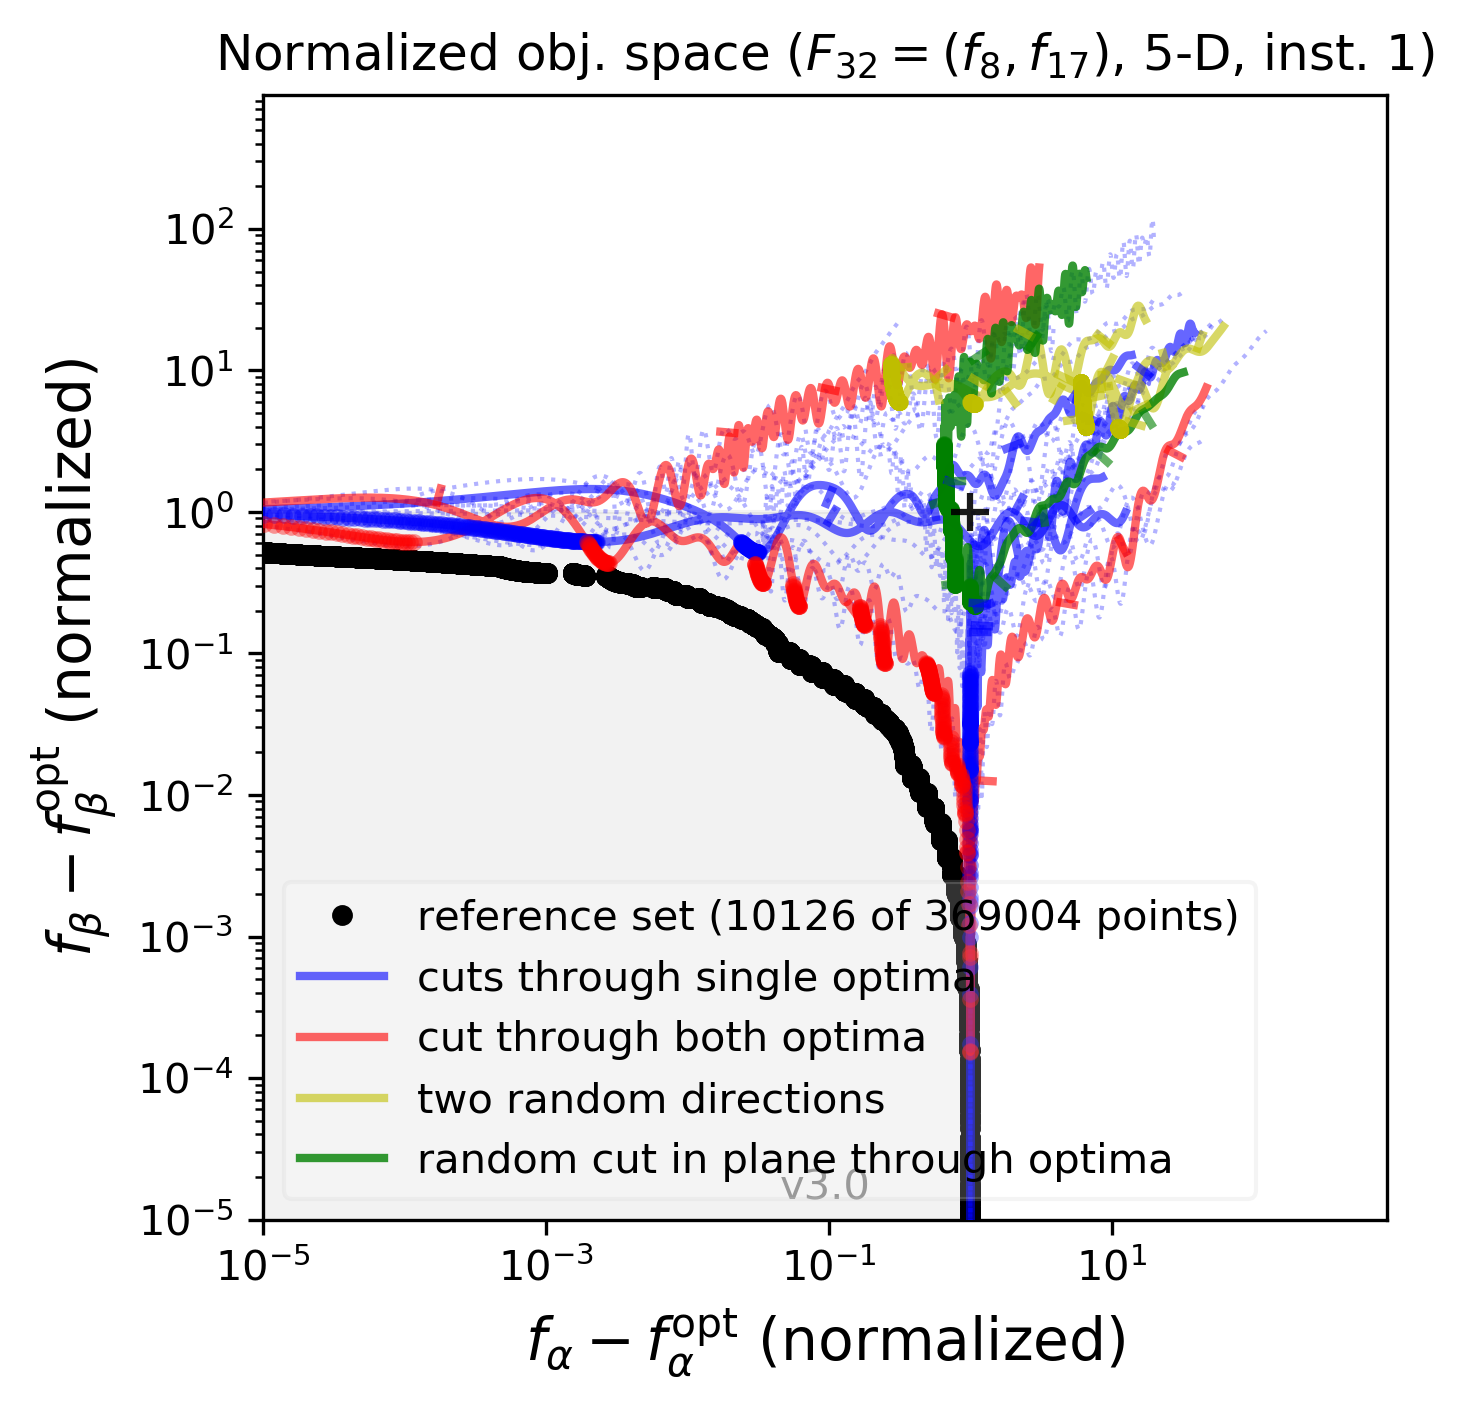 Normalized obj. space (F₃₂ = (f₈, f₁₇), 5-D, inst. 1)
10²
10¹
10⁰
10⁻¹
10⁻²
10⁻³
10⁻⁴
10⁻⁵
f_β − f_β^opt (normalized)
reference set (10126 of 369004 points)
cuts through single optima
cut through both optima
two random directions
random cut in plane through optima
v3.0
10⁻⁵
10⁻³
10⁻¹
10¹
f_α − f_α^opt (normalized)